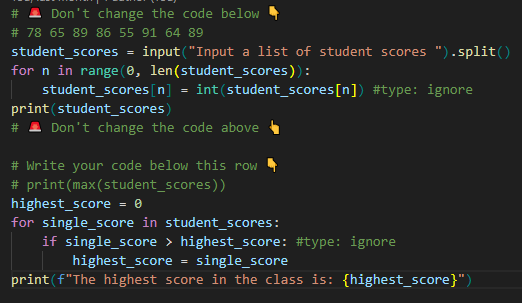 # 🚨 Don't change the code below 👇
# 78 65 89 86 55 91 64 89
student_scores = input("Input a list of student scores ").split()
for n in range(0, len(student_scores)):
    student_scores[n] = int(student_scores[n]) #type: ignore
print(student_scores)
# 🚨 Don't change the code above 👆

# Write your code below this row 👇
# print(max(student_scores))
highest_score = 0
for single_score in student_scores:
    if single_score > highest_score: #type: ignore
        highest_score = single_score
print(f"The highest score in the class is: {highest_score}")